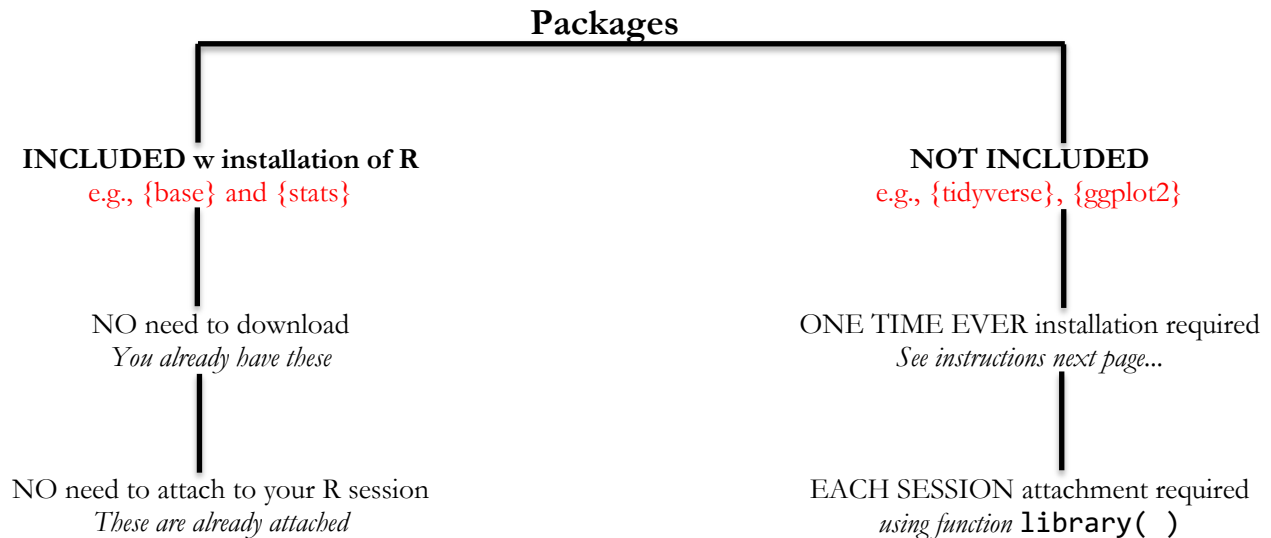 Packages
INCLUDED w installation of R
e.g., {base} and {stats}
NO need to download
You already have these
NO need to attach to your R session
These are already attached
NOT INCLUDED
e.g., {tidyverse}, {ggplot2}
ONE TIME EVER installation required
See instructions next page...
EACH SESSION attachment required
using function library( )